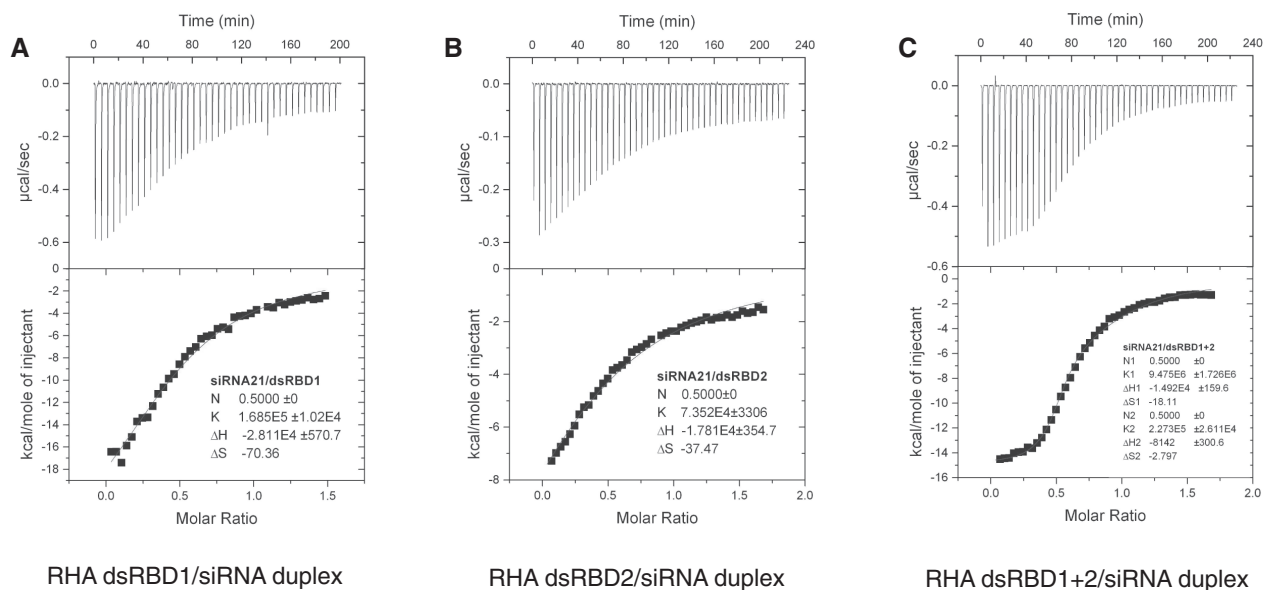 A
Time (min)
0 40 80 120 160 200
0.0
-0.2
-0.4
-0.6
µcal/sec
0
-2
-4
-6
-8
-10
-12
-14
-16
-18
kcal/mole of injectant
siRNA21/dsRBD1
N 0.5000 ±0
K 1.685E5 ±1.02E4
ΔH -2.811E4 ±570.7
ΔS -70.36
0.0 0.5 1.0 1.5
Molar Ratio
RHA dsRBD1/siRNA duplex
B
Time (min)
0 40 80 120 160 200 240
0.0
-0.1
-0.2
-0.3
µcal/sec
0
-2
-4
-6
-8
kcal/mole of injectant
siRNA21/dsRBD2
N 0.5000±0
K 7.352E4±3306
ΔH -1.781E4±354.7
ΔS -37.47
0.0 0.5 1.0 1.5 2.0
Molar Ratio
RHA dsRBD2/siRNA duplex
C
Time (min)
0 40 80 120 160 200 240
0.0
-0.2
-0.4
-0.6
µcal/sec
0
-2
-4
-6
-8
-10
-12
-14
-16
kcal/mole of injectant
siRNA21/dsRBD1+2
N1 0.5000 ±0
K1 9.475E6 ±1.726E6
ΔH1 -1.492E4 ±159.6
ΔS1 -18.11
N2 0.5000 ±0
K2 2.273E5 ±2.611E4
ΔH2 -8142 ±300.6
ΔS2 -2.797
0.0 0.5 1.0 1.5 2.0
Molar Ratio
RHA dsRBD1+2/siRNA duplex